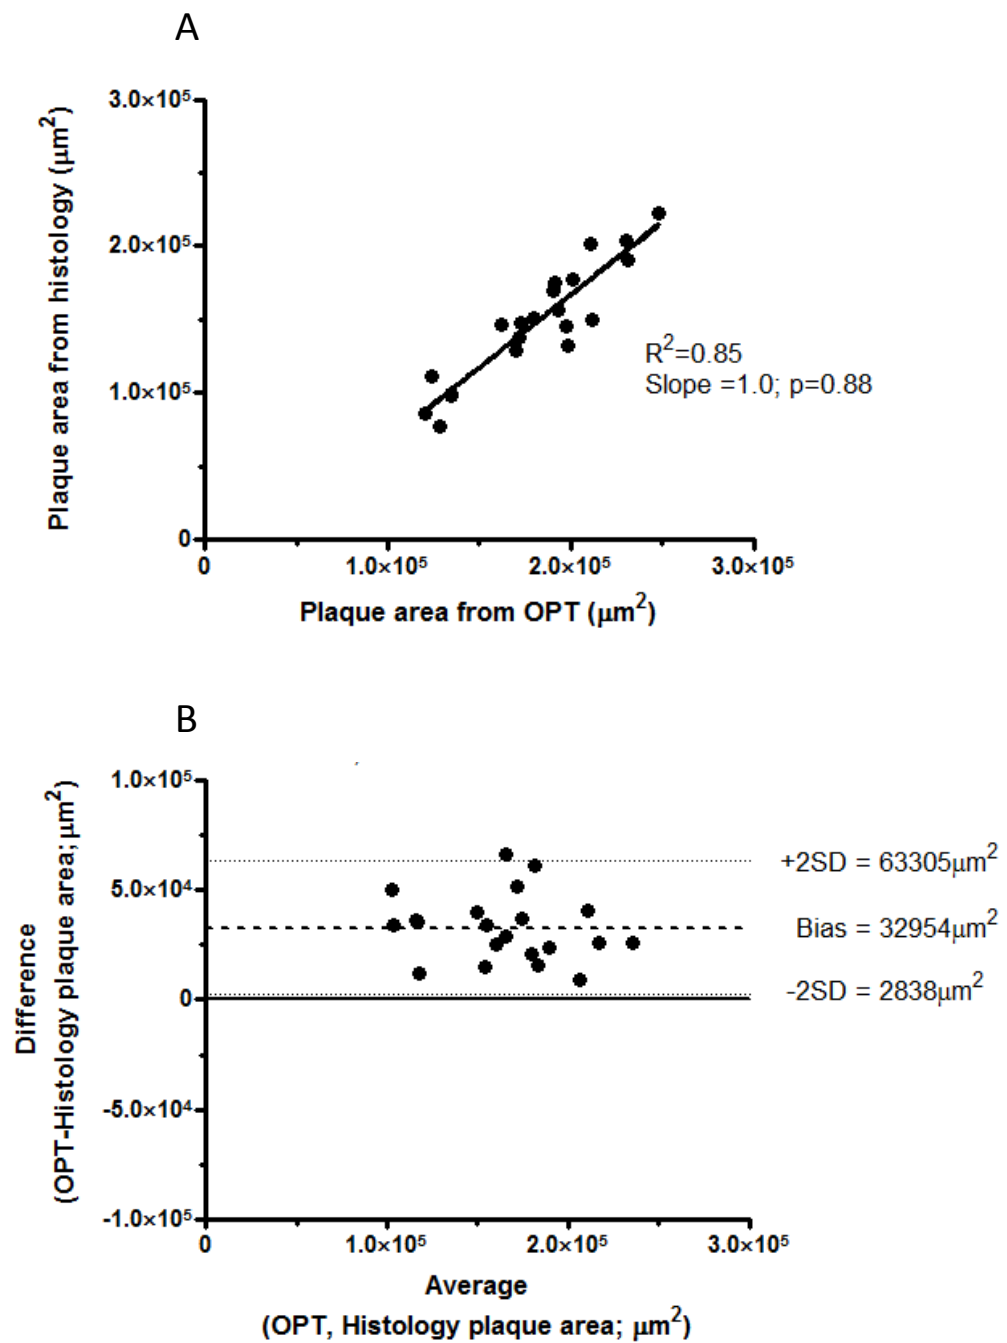 A
3.0×10⁵
2.0×10⁵
1.0×10⁵
0
Plaque area from histology (μm²)
R²=0.85
Slope =1.0; p=0.88
0
1.0×10⁵
2.0×10⁵
3.0×10⁵
Plaque area from OPT (μm²)
B
1.0×10⁵
5.0×10⁴
0
-5.0×10⁴
-1.0×10⁵
Difference
(OPT-Histology plaque area; μm²)
+2SD = 63305μm²
Bias = 32954μm²
-2SD = 2838μm²
0
1.0×10⁵
2.0×10⁵
3.0×10⁵
Average
(OPT, Histology plaque area; μm²)